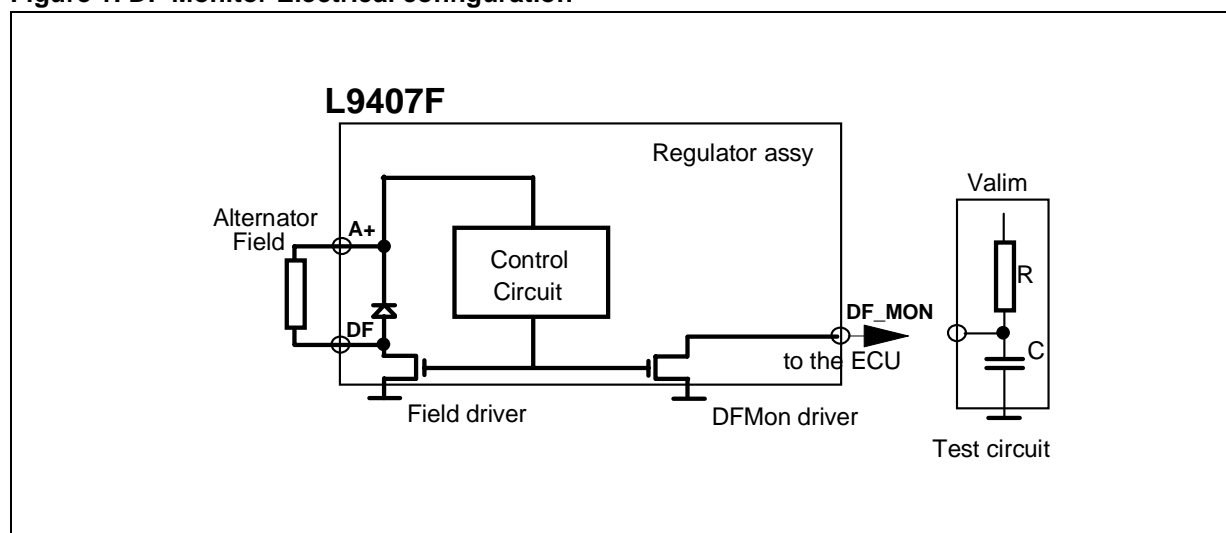 L9407F
Regulator assy
Valim
Alternator
Field
A+
Control
Circuit
R
DF
DF_MON
to the ECU
C
Field driver
DFMon driver
Test circuit